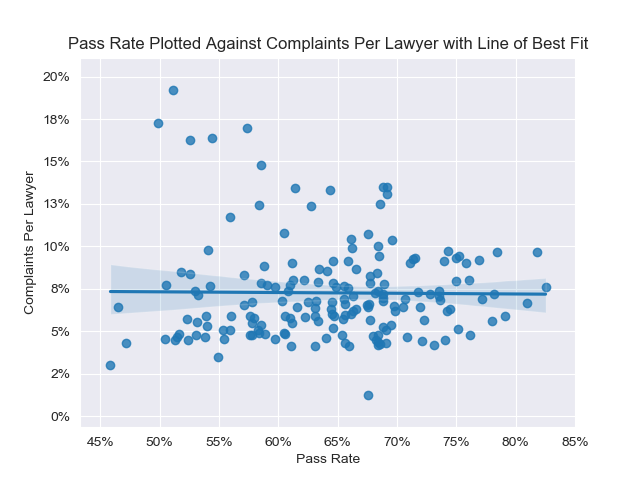 Pass Rate Plotted Against Complaints Per Lawyer with Line of Best Fit
20%
18%
15%
13%
10%
8%
5%
2%
0%
Complaints Per Lawyer
45% 50% 55% 60% 65% 70% 75% 80% 85%
Pass Rate